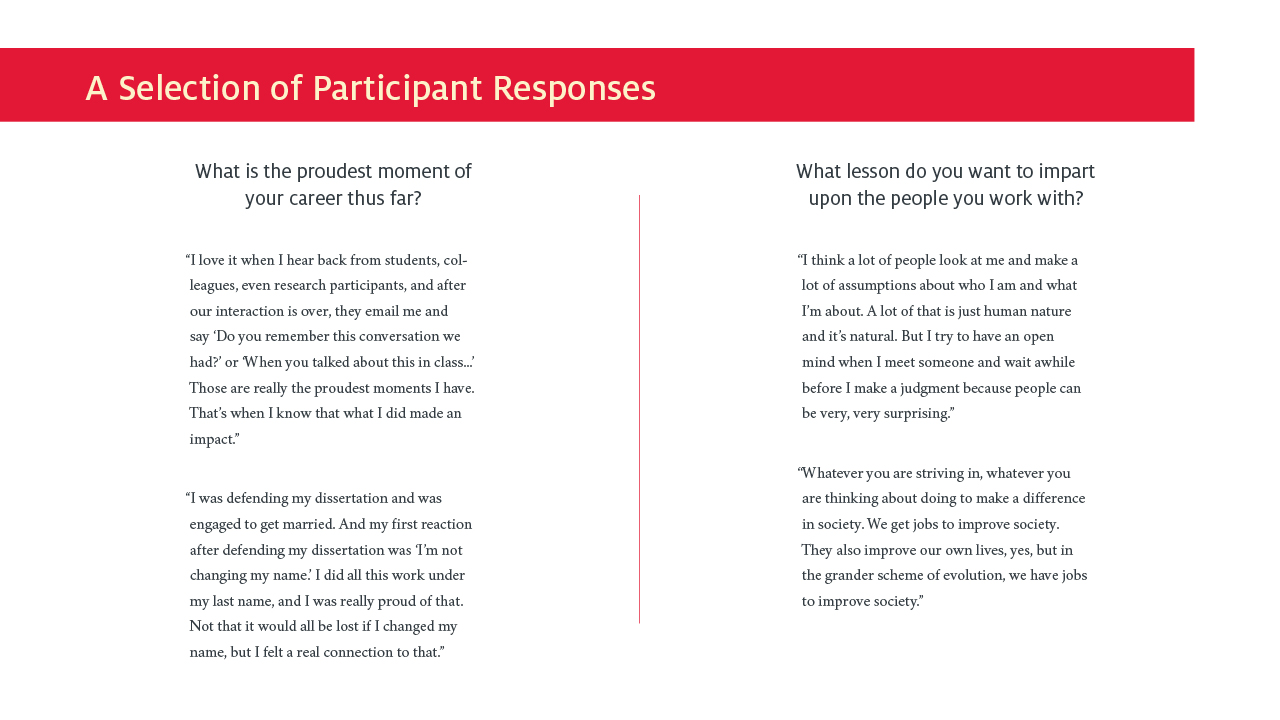 A Selection of Participant Responses
What is the proudest moment of
your career thus far?
“I love it when I hear back from students, col-
leagues, even research participants, and after
our interaction is over, they email me and
say ‘Do you remember this conversation we
had?’ or ‘When you talked about this in class...’
Those are really the proudest moments I have.
That’s when I know that what I did made an
impact.”
“I was defending my dissertation and was
engaged to get married. And my first reaction
after defending my dissertation was ‘I’m not
changing my name.’ I did all this work under
my last name, and I was really proud of that.
Not that it would all be lost if I changed my
name, but I felt a real connection to that.”
What lesson do you want to impart
upon the people you work with?
“I think a lot of people look at me and make a
lot of assumptions about who I am and what
I’m about. A lot of that is just human nature
and it’s natural. But I try to have an open
mind when I meet someone and wait awhile
before I make a judgment because people can
be very, very surprising.”
“Whatever you are striving in, whatever you
are thinking about doing to make a difference
in society. We get jobs to improve society.
They also improve our own lives, yes, but in
the grander scheme of evolution, we have jobs
to improve society.”